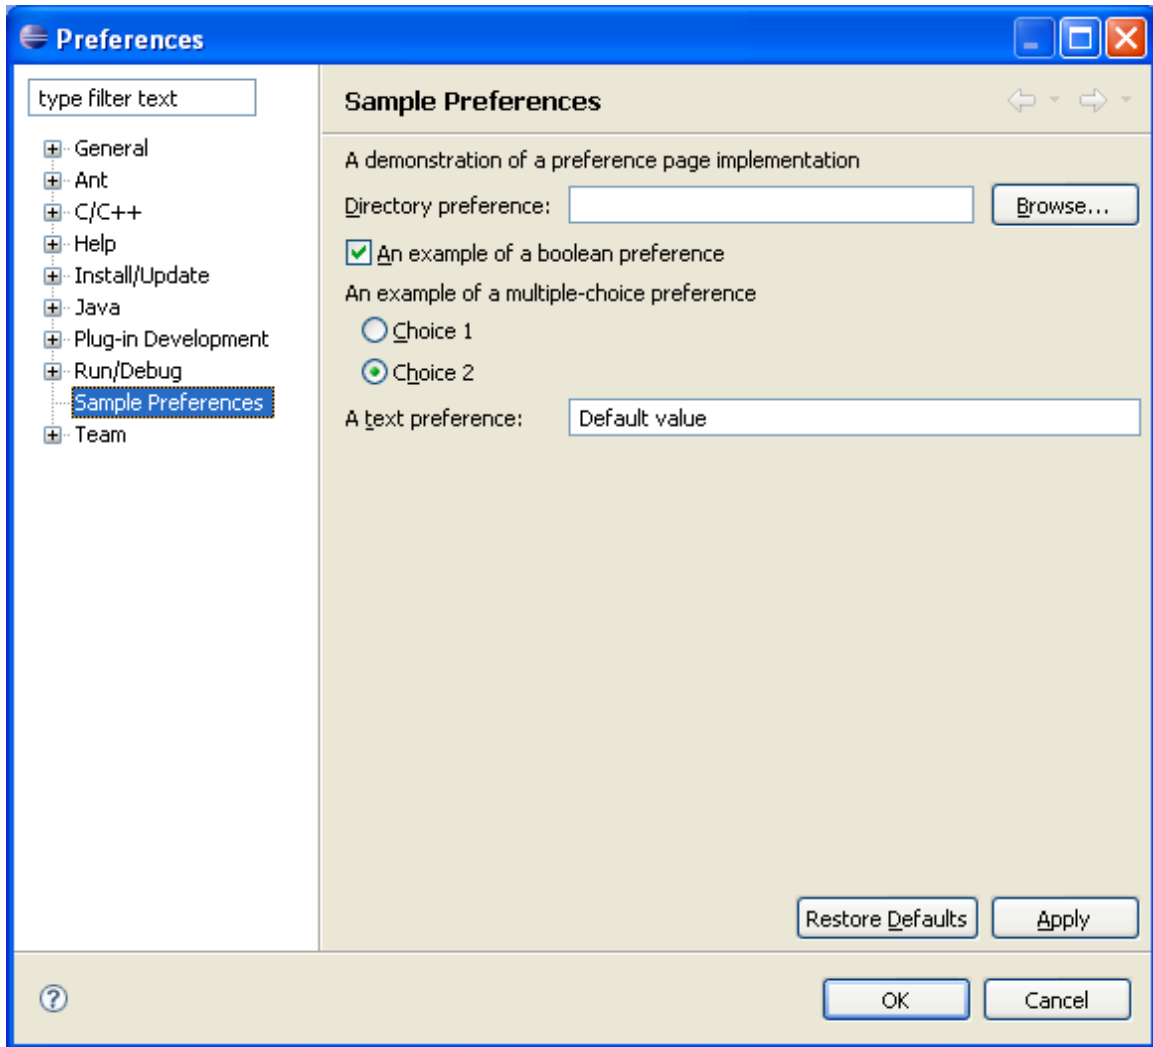 Preferences
type filter text
General
Ant
C/C++
Help
Install/Update
Java
Plug-in Development
Run/Debug
Sample Preferences
Team
Sample Preferences
A demonstration of a preference page implementation
Directory preference:
Browse...
An example of a boolean preference
An example of a multiple-choice preference
Choice 1
Choice 2
A text preference: Default value
Restore Defaults Apply
? OK Cancel